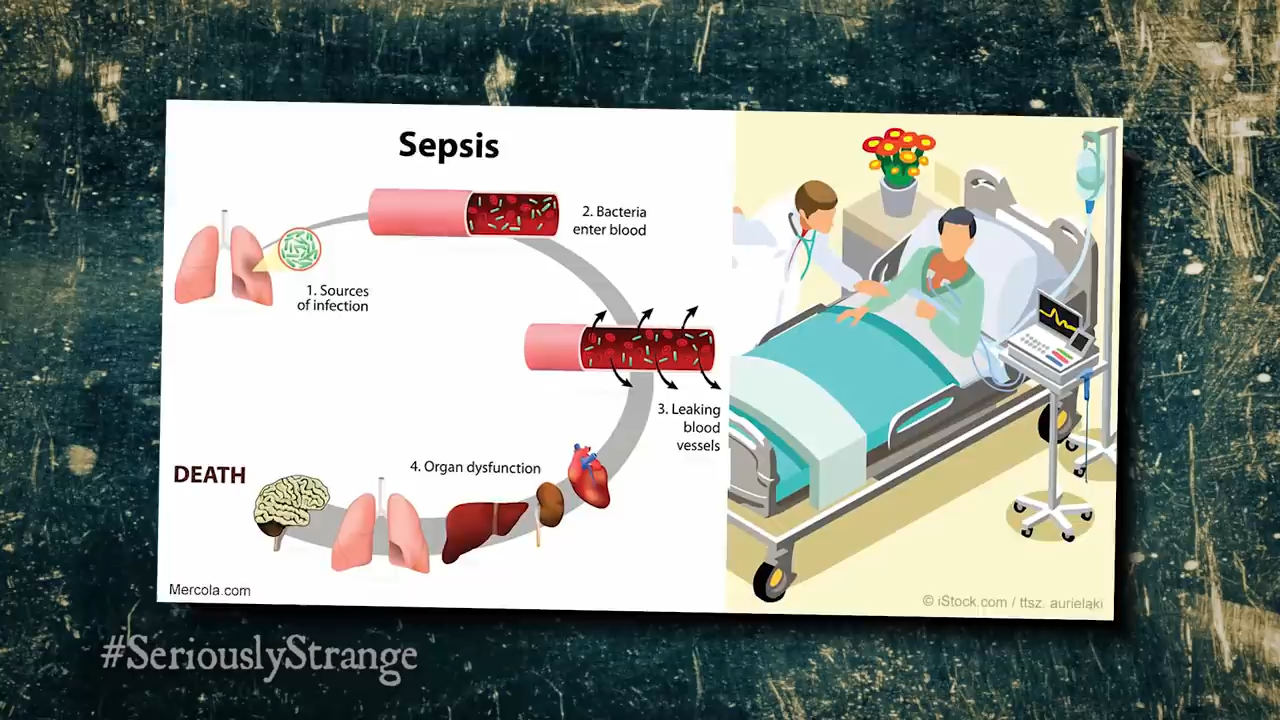 Sepsis
2. Bacteria
enter blood
1. Sources
of infection
3. Leaking
blood
vessels
4. Organ dysfunction
DEATH
Mercola.com
© iStock.com / ttsz. aurielaki
#SeriouslyStrange